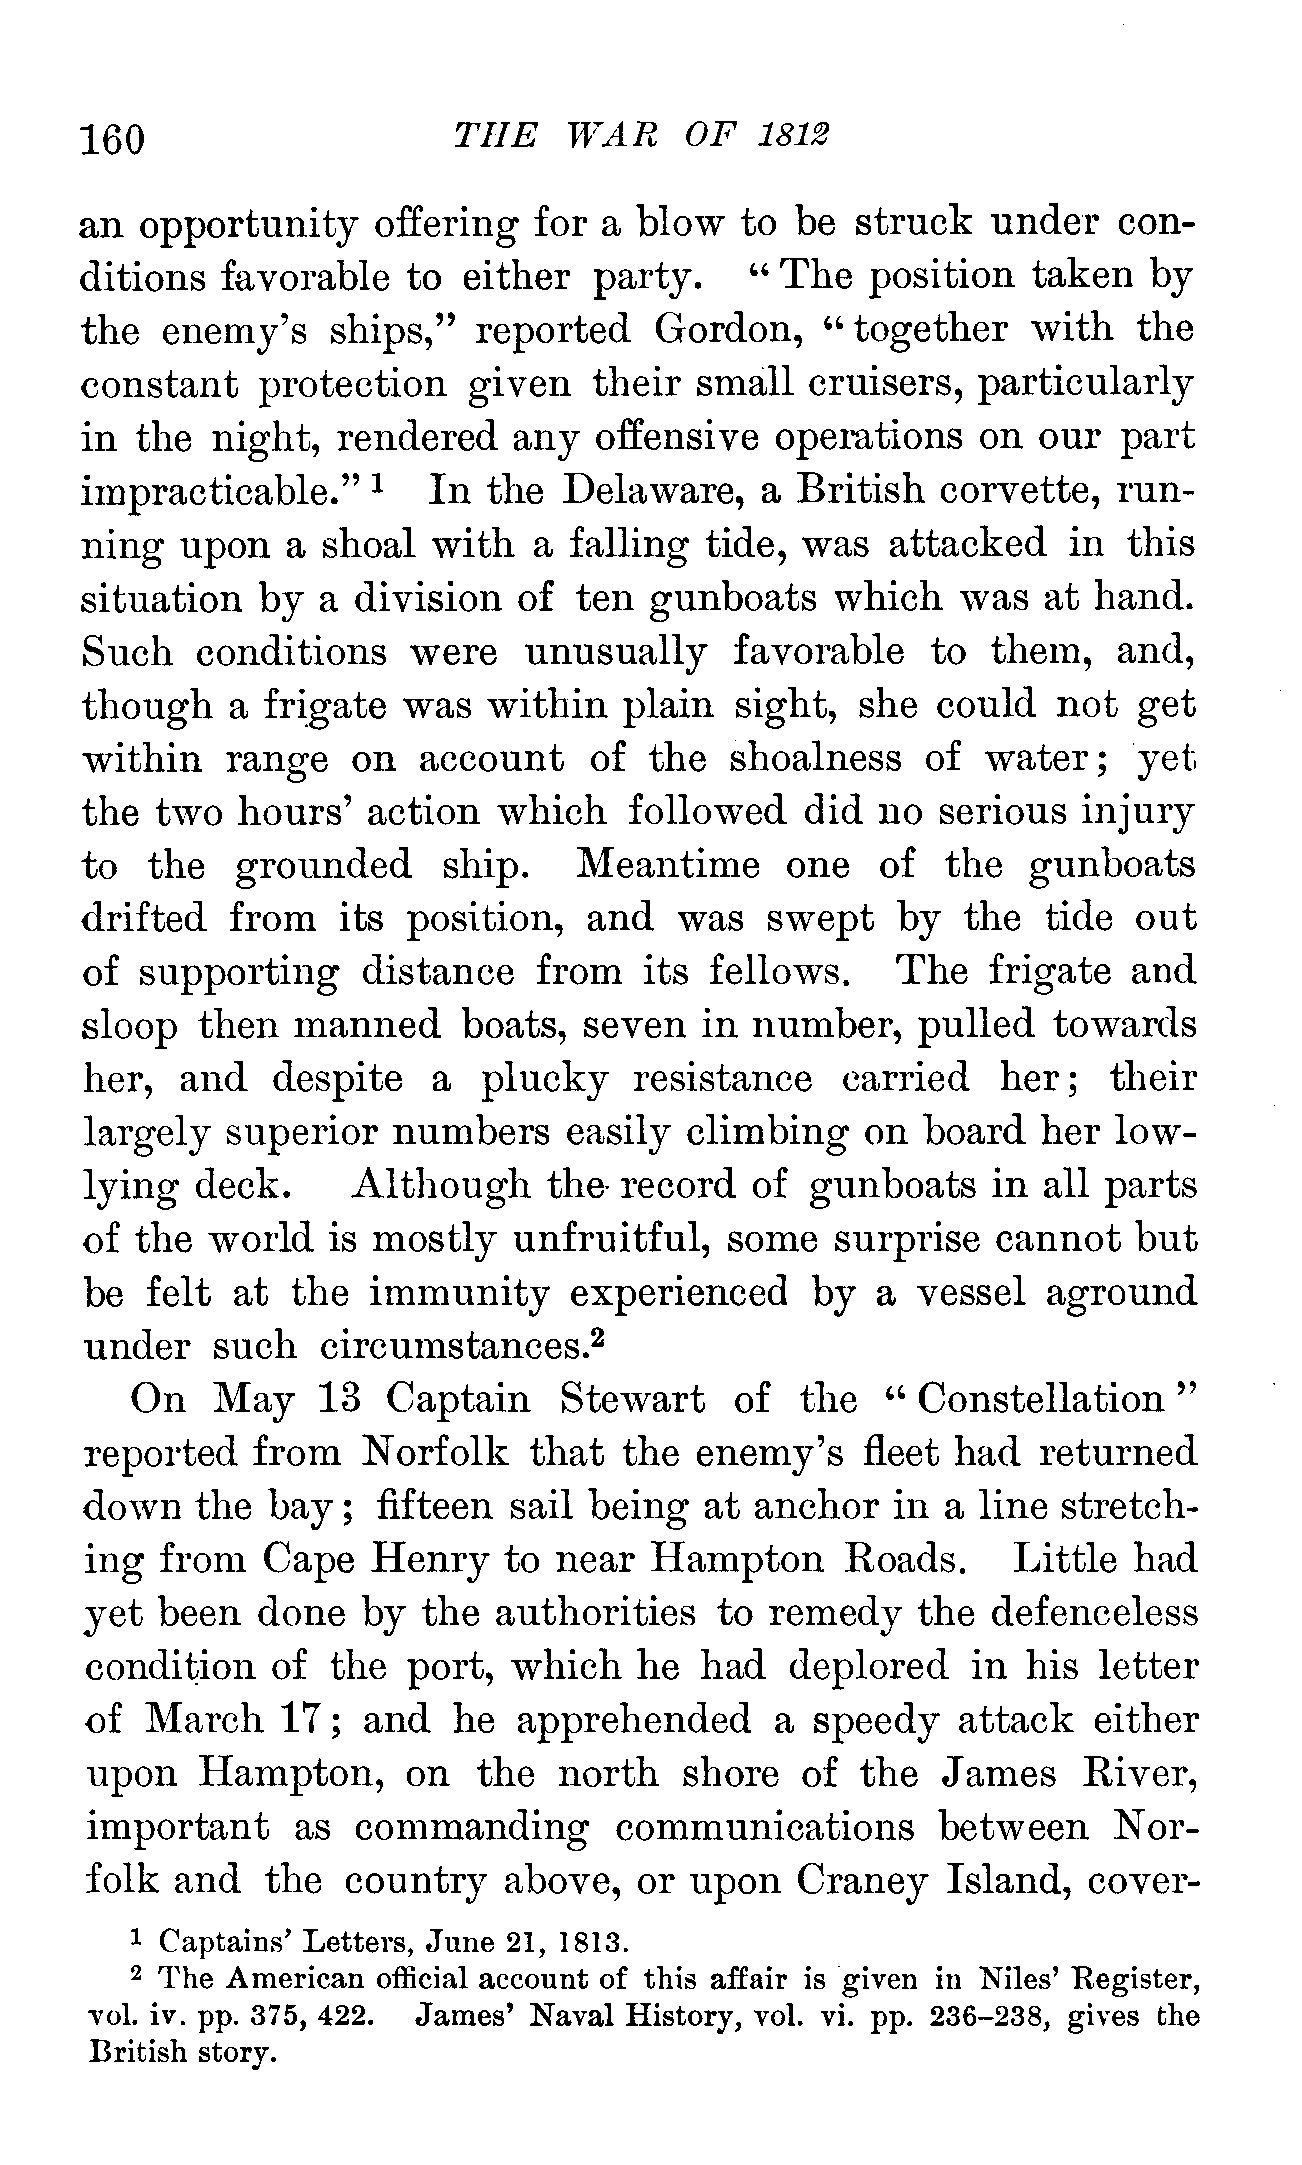 160 THE WAR OF 1812
an opportunity offering for a blow to be struck under con-
ditions favorable to either party. “The position taken by
the enemy’s ships,” reported Gordon, “together with the
constant protection given their small cruisers, particularly
in the night, rendered any offensive operations on our part
impracticable.”¹ In the Delaware, a British corvette, run-
ning upon a shoal with a falling tide, was attacked in this
situation by a division of ten gunboats which was at hand.
Such conditions were unusually favorable to them, and,
though a frigate was within plain sight, she could not get
within range on account of the shoalness of water; yet
the two hours’ action which followed did no serious injury
to the grounded ship. Meantime one of the gunboats
drifted from its position, and was swept by the tide out
of supporting distance from its fellows. The frigate and
sloop then manned boats, seven in number, pulled towards
her, and despite a plucky resistance carried her; their
largely superior numbers easily climbing on board her low-
lying deck. Although the record of gunboats in all parts
of the world is mostly unfruitful, some surprise cannot but
be felt at the immunity experienced by a vessel aground
under such circumstances.²
On May 13 Captain Stewart of the “Constellation”
reported from Norfolk that the enemy’s fleet had returned
down the bay; fifteen sail being at anchor in a line stretch-
ing from Cape Henry to near Hampton Roads. Little had
yet been done by the authorities to remedy the defenceless
condition of the port, which he had deplored in his letter
of March 17; and he apprehended a speedy attack either
upon Hampton, on the north shore of the James River,
important as commanding communications between Nor-
folk and the country above, or upon Craney Island, cover-
¹ Captains’ Letters, June 21, 1813.
² The American official account of this affair is given in Niles’ Register,
vol. iv. pp. 375, 422. James’ Naval History, vol. vi. pp. 236–238, gives the
British story.